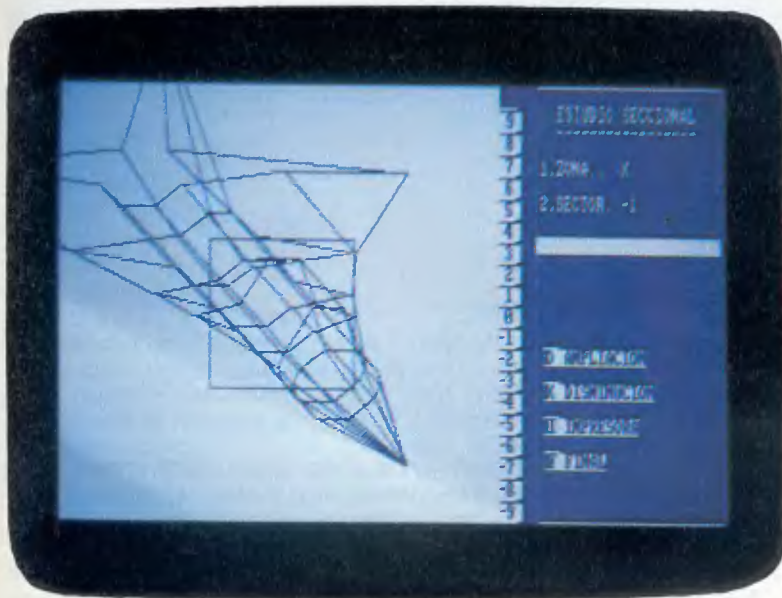 ESTUDIO SECCIONAL
1.ZONA.. X
2.SECTOR. -1
9
8
7
6
5
4
3
2
1
0
-1
-2
-3
-4
-5
-6
-7
-8
-9
AMPLIACION
DISMINUCION
I IMPRESORA
F FINAL